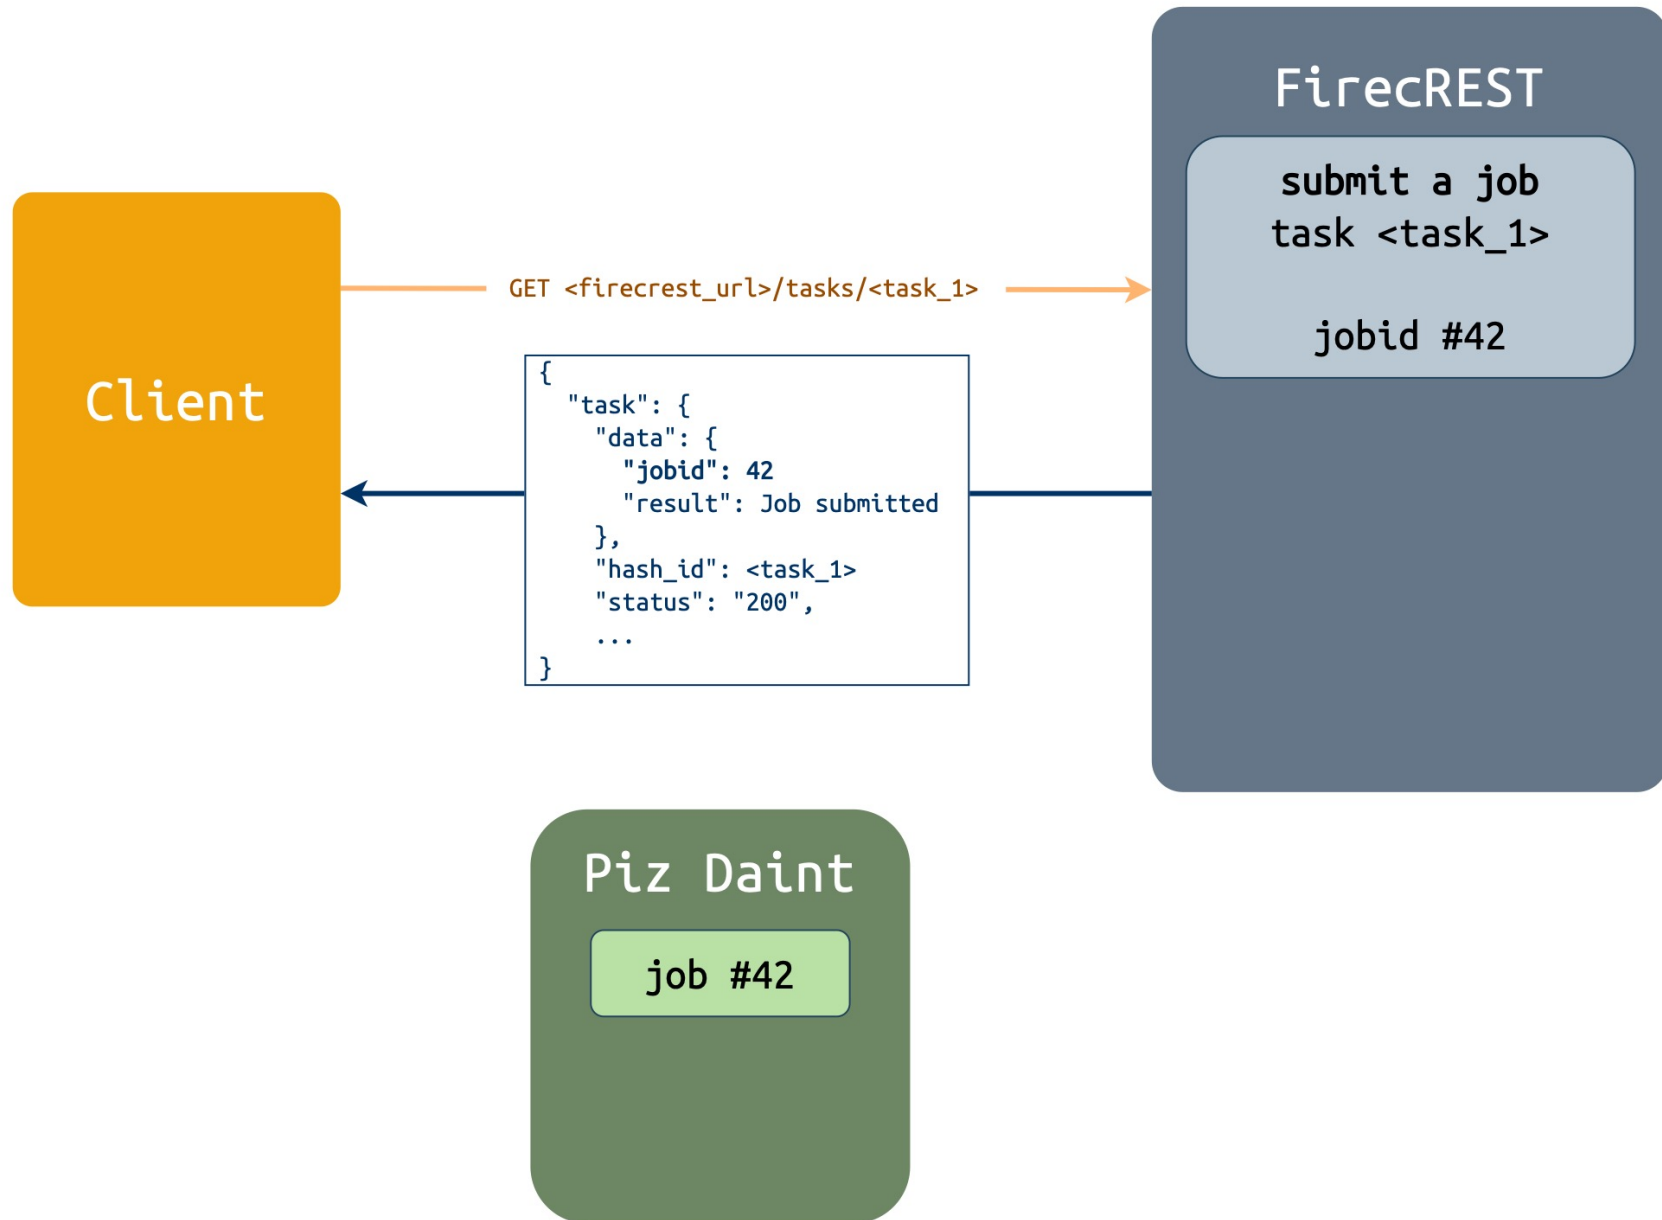 FirecREST
submit a job
task <task_1>
jobid #42
Client
GET <firecrest_url>/tasks/<task_1>
{
  "task": {
    "data": {
      "jobid": 42
      "result": Job submitted
    },
    "hash_id": <task_1>
    "status": "200",
    ...
}
Piz Daint
job #42